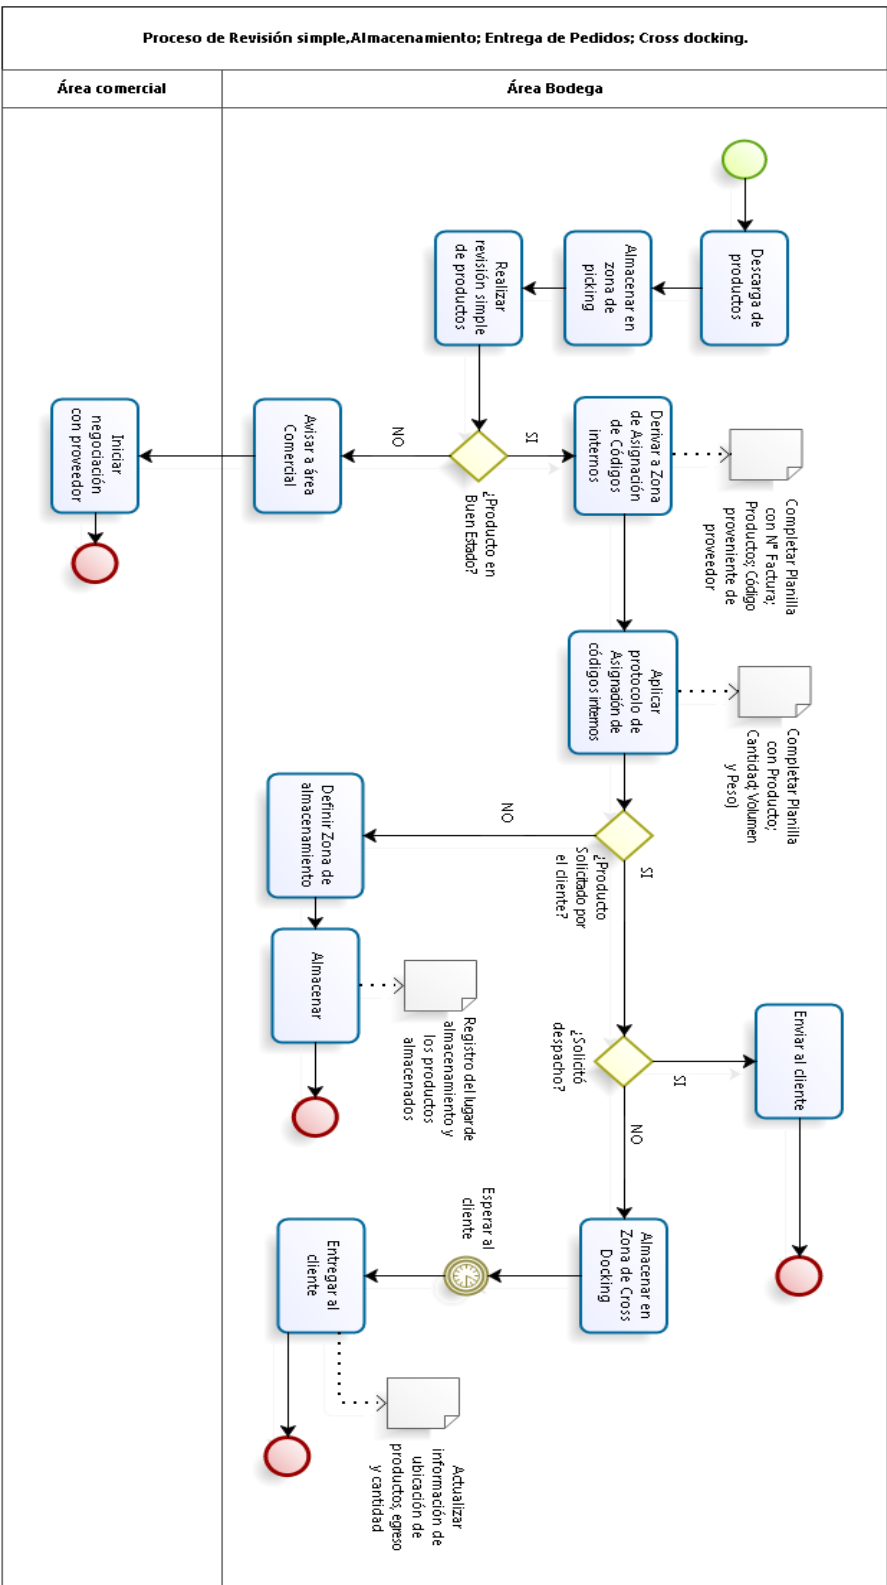 Proceso de Revisión simple,Almacenamiento; Entrega de Pedidos; Cross docking.
Área comercial
Área Bodega
Descarga de
productos
Almacenar en
zona de
picking
Realizar
revisión simple
de productos
¿Producto en
Buen Estado?
SI
NO
Avisar a área
Comercial
Iniciar
negociación
con proveedor
Derivar a Zona
de Asignación
de Códigos
internos
Completar Planilla
con N° Factura;
Productos; Código
proveniente de
proveedor
Aplicar
protocolo de
Asignación de
códigos internos
Completar Planilla
con Producto;
Cantidad; Volumen
y Peso)
¿Producto
Solicitado por
el cliente?
NO
SI
Definir Zona de
almacenamiento
Almacenar
Registro del lugar de
almacenamiento y
los productos
almacenados
¿Solicitó
despacho?
SI
NO
Enviar al cliente
Almacenar en
Zona de Cross
Docking
Esperar al
cliente
Entregar al
cliente
Actualizar
información de
ubicación de
productos, egreso
y cantidad